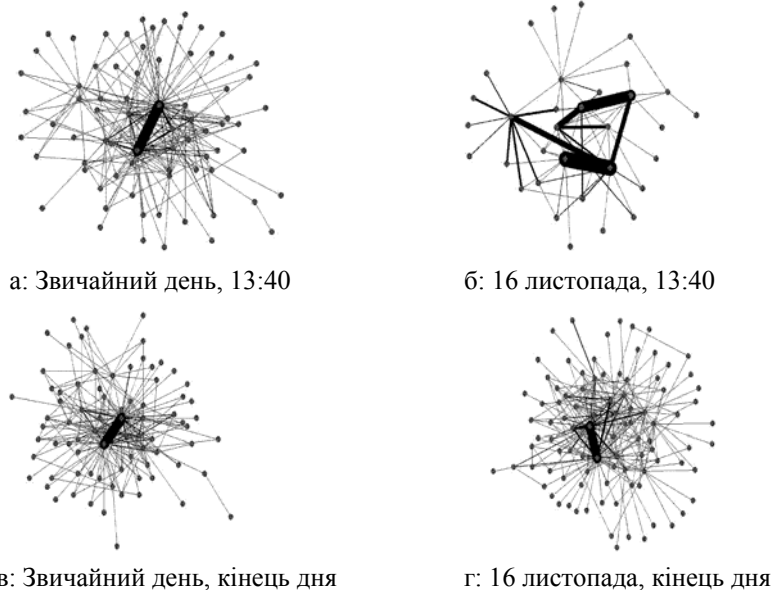 а: Звичайний день, 13:40
б: 16 листопада, 13:40
в: Звичайний день, кінець дня
г: 16 листопада, кінець дня